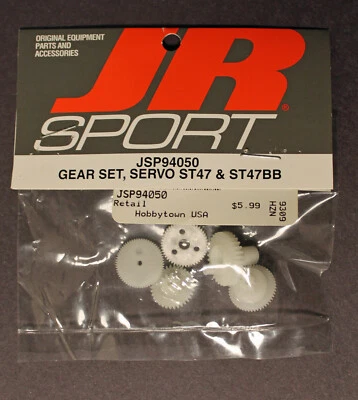 ORIGINAL EQUIPMENT
PARTS AND
ACCESSORIES
JR
®
SPORT
JSP94050
GEAR SET, SERVO ST47 & ST47BB
JSP94050
Retail
$5.99
Hobbytown USA
HZN
9309